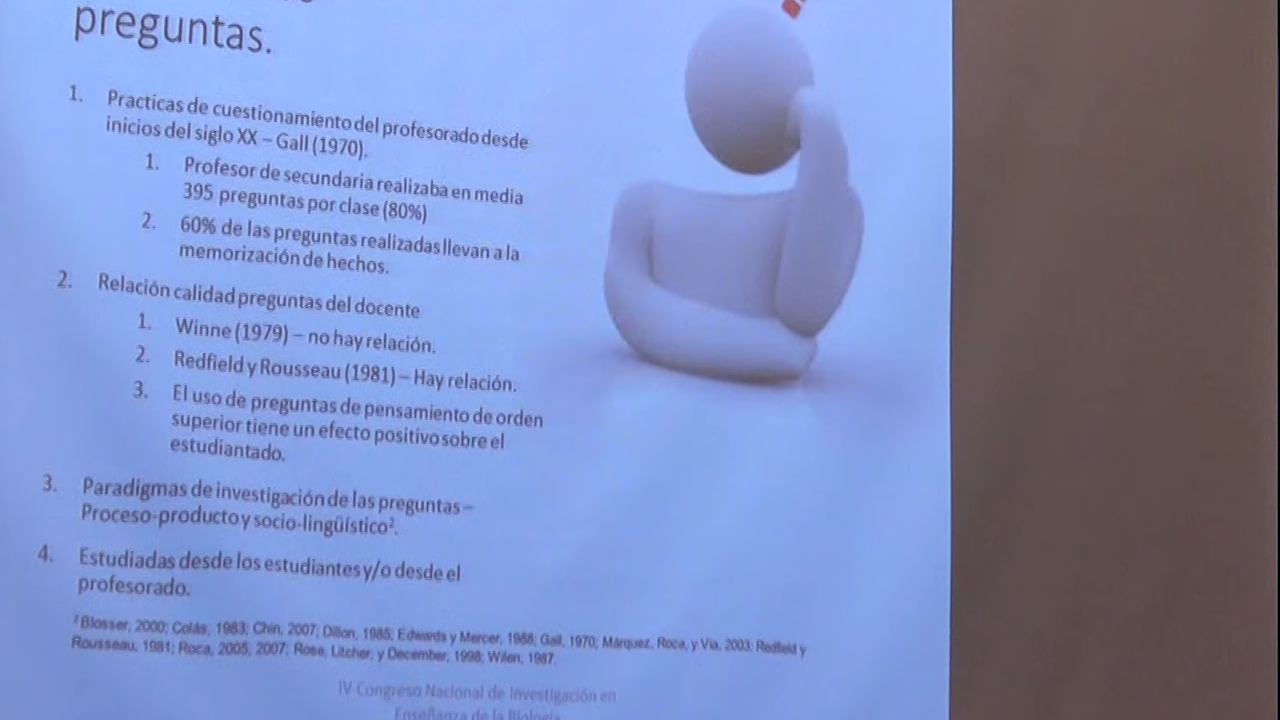 preguntas.
1. Practicas de cuestionamiento del profesorado desde
inicios del siglo XX – Gall (1970).
1. Profesor de secundaria realizaba en media
395 preguntas por clase (80%)
2. 60% de las preguntas realizadas llevan a la
memorización de hechos.
2. Relación calidad preguntas del docente
1. Winne (1979) – no hay relación.
2. Redfield y Rousseau (1981) – Hay relación.
3. El uso de preguntas de pensamiento de orden
superior tiene un efecto positivo sobre el
estudiantado.
3. Paradigmas de investigación de las preguntas –
Proceso-producto y socio-lingüístico².
4. Estudiadas desde los estudiantes y/o desde el
profesorado.
² Blosser, 2000; Colás, 1983; Chin, 2007; Dillon, 1985; Edwards y Mercer, 1988; Gall, 1970; Márquez, Roca, y Via, 2003; Redfield y
Rousseau, 1981; Roca, 2005, 2007; Rose, Litcher, y December, 1998; Wilen, 1987.
IV Congreso Nacional de Investigación en
Enseñanza de la Biología